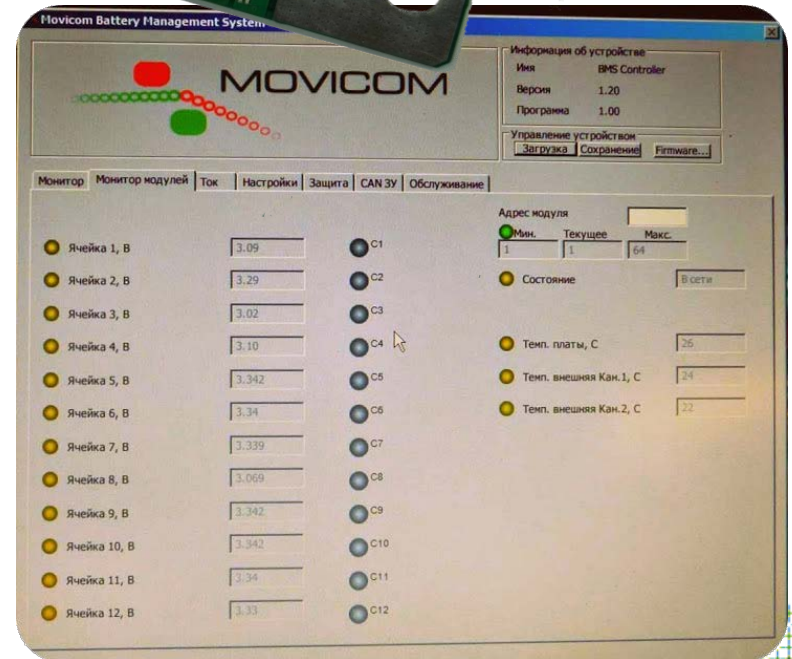 Movicom Battery Management System
MOVICOM
Информация об устройстве
Имя BMS Controller
Версия 1.20
Программа 1.00
Управление устройством
Загрузка Сохранение Firmware...
Монитор Монитор модулей Ток Настройки Защита CAN ЗУ Обслуживание
Адрес модуля
Мин. Текущее Макс.
1 1 64
Ячейка 1, В 3.09 C1
Ячейка 2, В 3.29 C2
Состояние В сети
Ячейка 3, В 3.02 C3
Ячейка 4, В 3.10 C4
Темп. платы, С 26
Ячейка 5, В 3.342 C5
Темп. внешняя Кан.1, С 24
Ячейка 6, В 3.34 C6
Темп. внешняя Кан.2, С 22
Ячейка 7, В 3.339 C7
Ячейка 8, В 3.069 C8
Ячейка 9, В 3.342 C9
Ячейка 10, В 3.342 C10
Ячейка 11, В 3.34 C11
Ячейка 12, В 3.33 C12